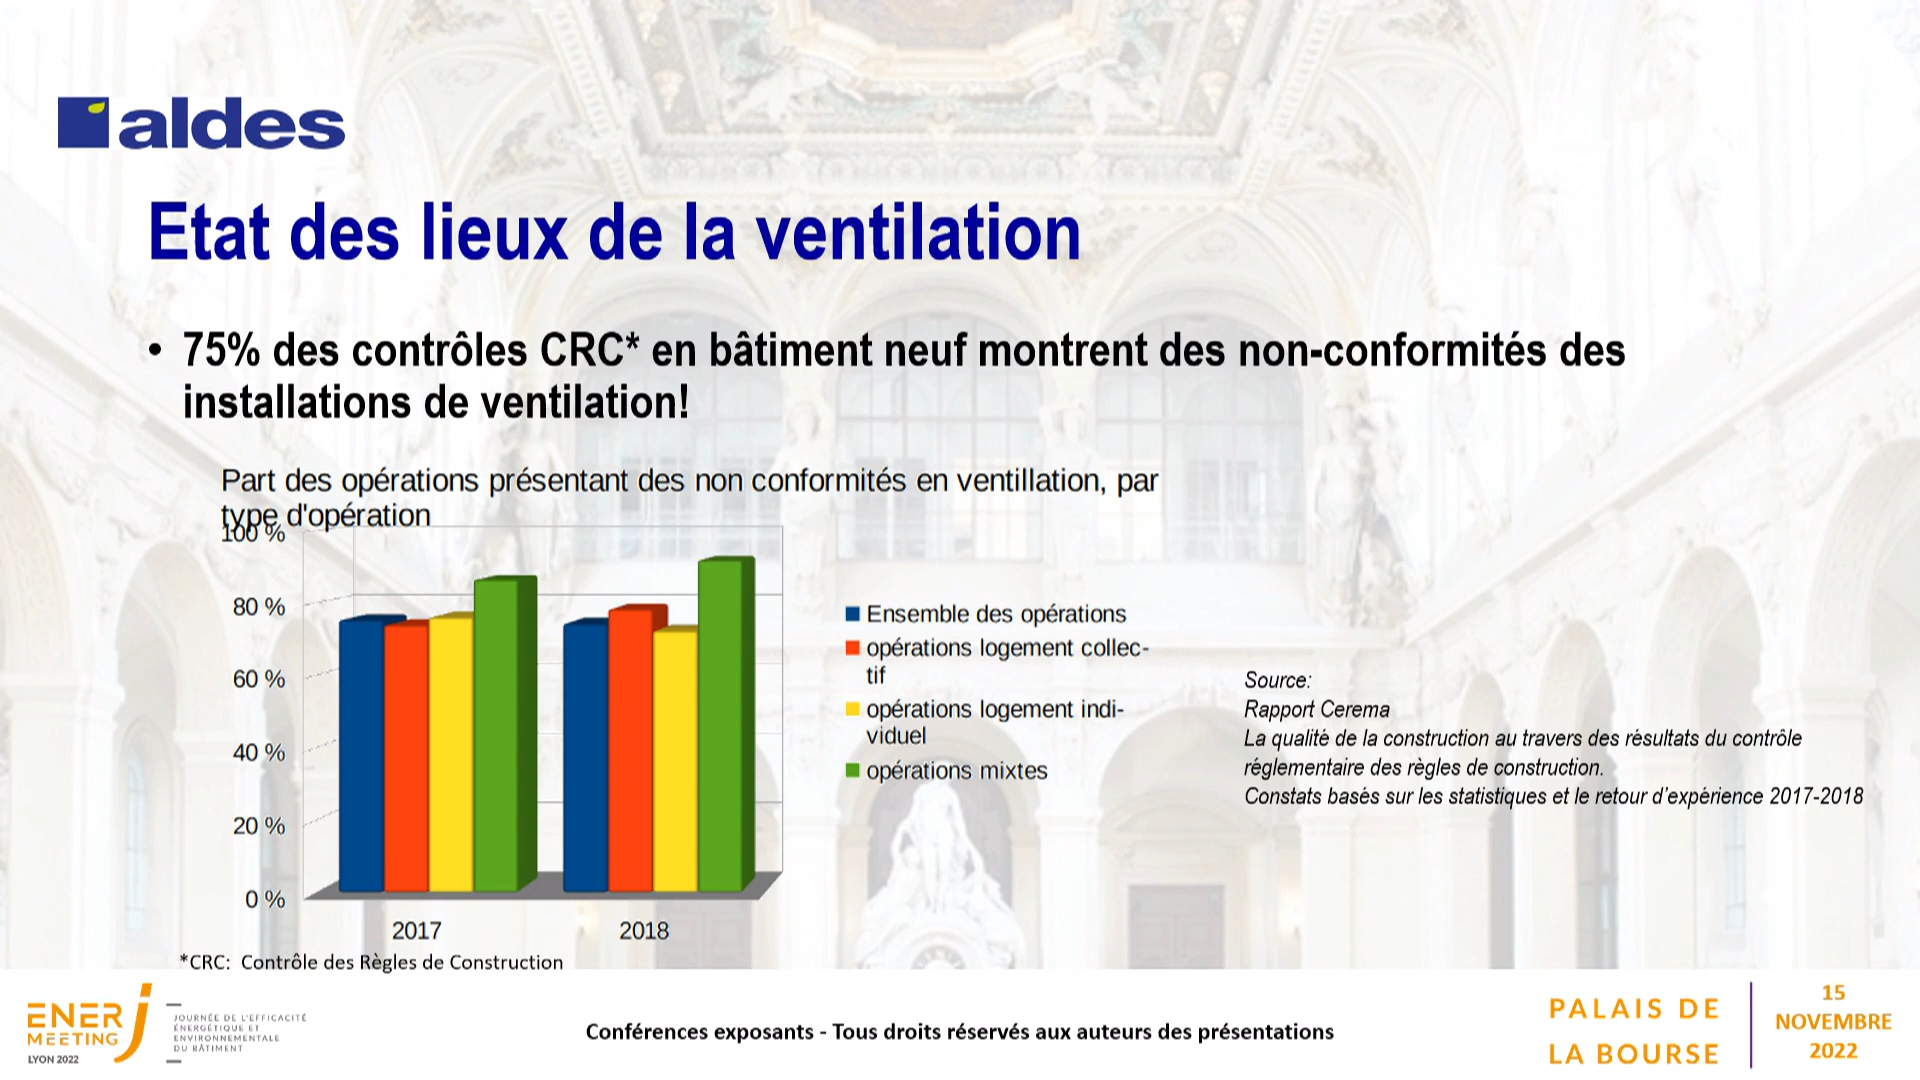 aldes
Etat des lieux de la ventilation
• 75% des contrôles CRC* en bâtiment neuf montrent des non-conformités des
installations de ventilation!
Part des opérations présentant des non conformités en ventillation, par
type d'opération
100 %
80 %
60 %
40 %
20 %
0 %
2017
2018
Ensemble des opérations
opérations logement collec-
tif
opérations logement indi-
viduel
opérations mixtes
Source:
Rapport Cerema
La qualité de la construction au travers des résultats du contrôle
réglementaire des règles de construction.
Constats basés sur les statistiques et le retour d'expérience 2017-2018
*CRC: Contrôle des Règles de Construction
ENERJ
MEETING
LYON 2022
JOURNÉE DE L'EFFICACITÉ
ÉNERGÉTIQUE ET
ENVIRONNEMENTALE
DU BÂTIMENT
Conférences exposants - Tous droits réservés aux auteurs des présentations
PALAIS DE
LA BOURSE
15
NOVEMBRE
2022